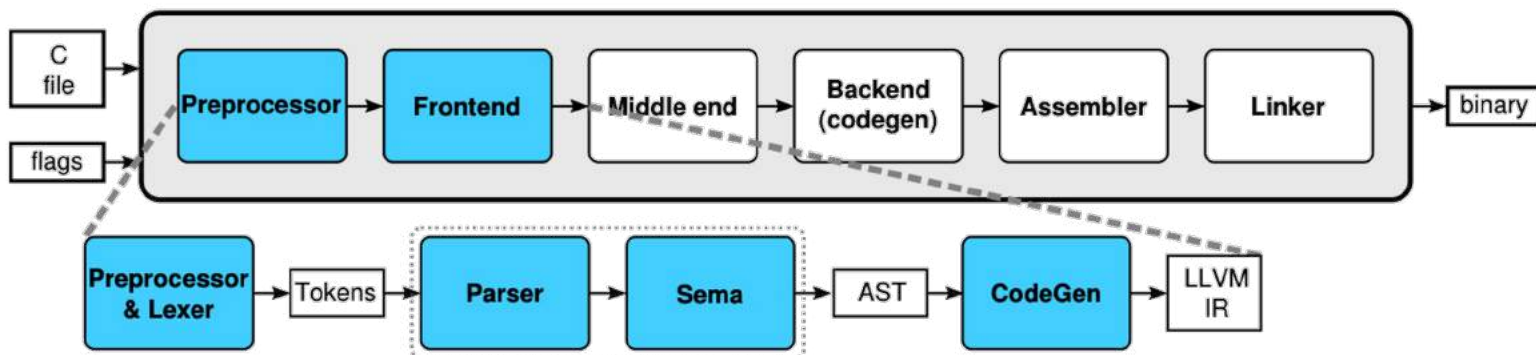 C
file
flags
Preprocessor
Frontend
Middle end
Backend
(codegen)
Assembler
Linker
binary
Preprocessor
& Lexer
Tokens
Parser
Sema
AST
CodeGen
LLVM
IR